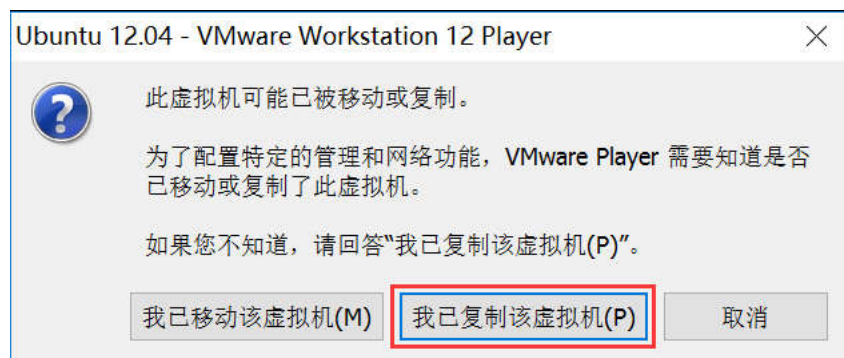 Ubuntu 12.04 - VMware Workstation 12 Player
此虚拟机可能已被移动或复制。
为了配置特定的管理和网络功能，VMware Player 需要知道是否
已移动或复制了此虚拟机。
如果您不知道，请回答“我已复制该虚拟机(P)”。
我已移动该虚拟机(M) 我已复制该虚拟机(P) 取消